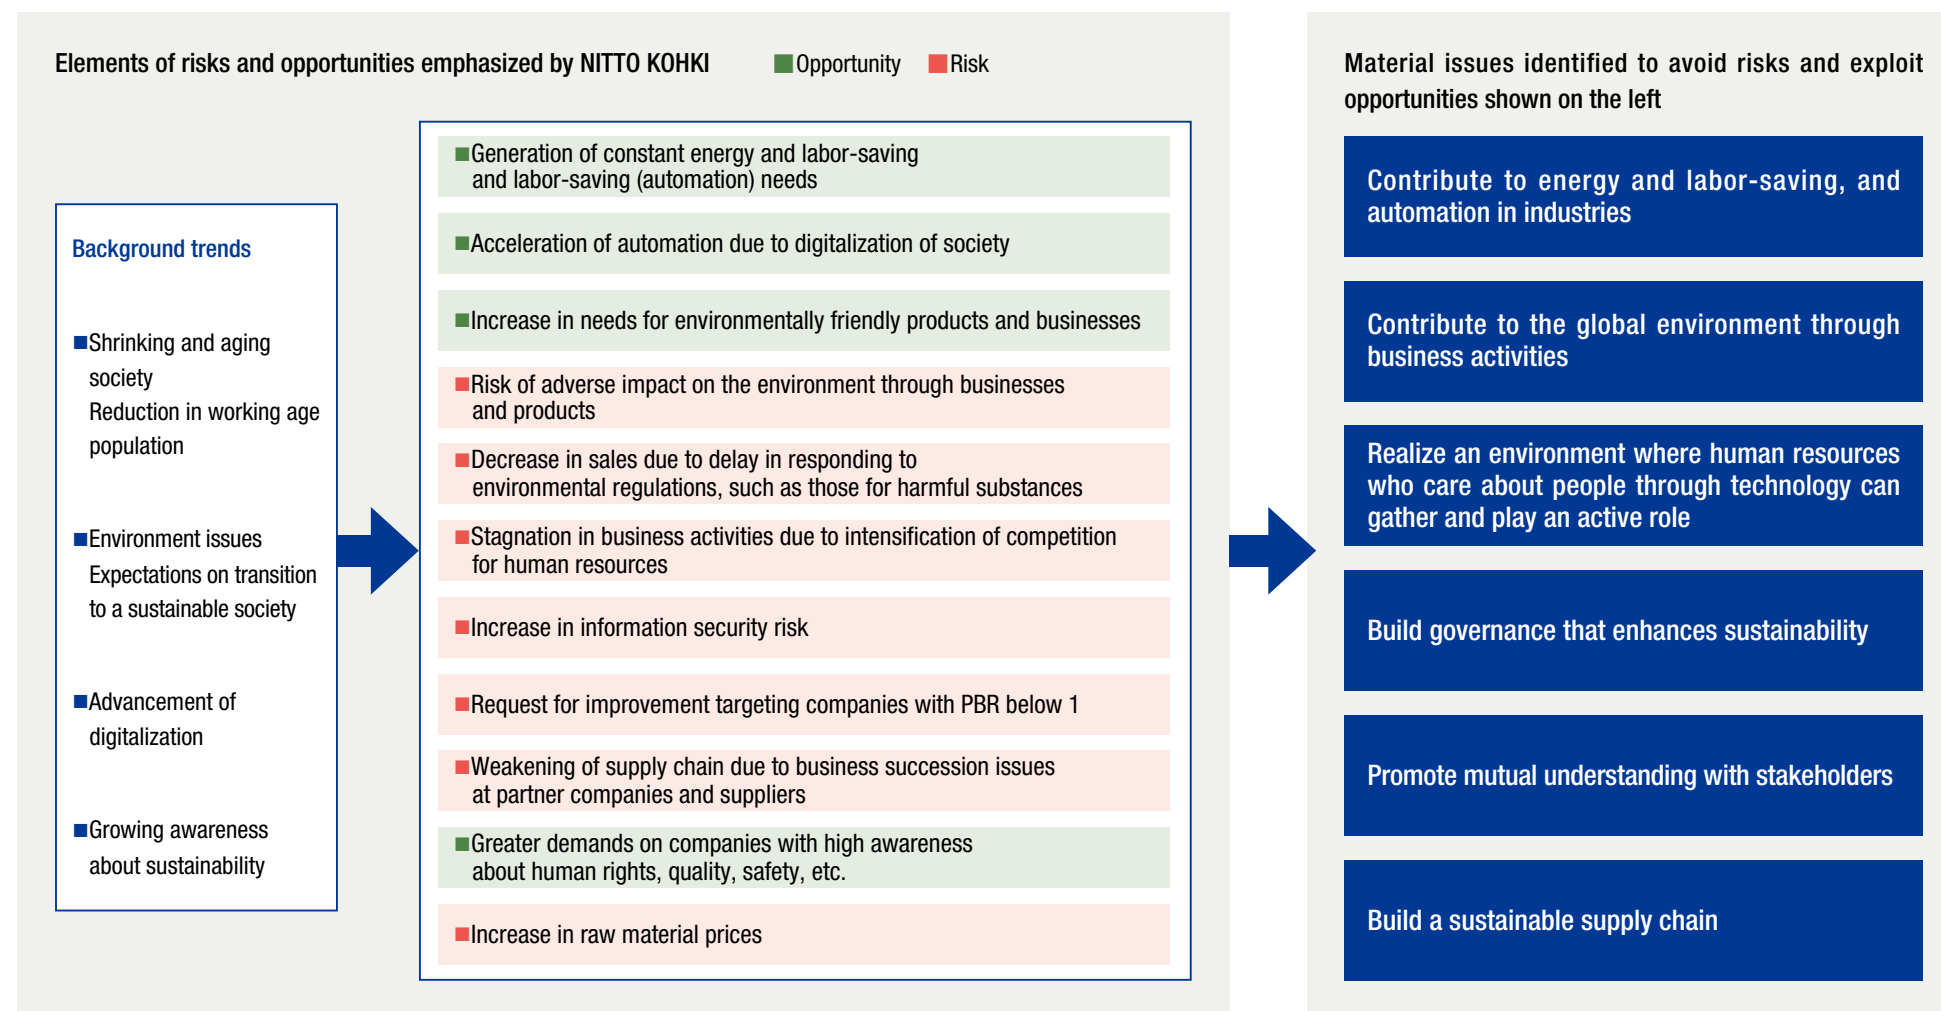 Elements of risks and opportunities emphasized by NITTO KOHKI
■Opportunity ■Risk
Background trends
■Shrinking and aging
society
Reduction in working age
population
■Environment issues
Expectations on transition
to a sustainable society
■Advancement of
digitalization
■Growing awareness
about sustainability
■Generation of constant energy and labor-saving
and labor-saving (automation) needs
■Acceleration of automation due to digitalization of society
■Increase in needs for environmentally friendly products and businesses
■Risk of adverse impact on the environment through businesses
and products
■Decrease in sales due to delay in responding to
environmental regulations, such as those for harmful substances
■Stagnation in business activities due to intensification of competition
for human resources
■Increase in information security risk
■Request for improvement targeting companies with PBR below 1
■Weakening of supply chain due to business succession issues
at partner companies and suppliers
■Greater demands on companies with high awareness
about human rights, quality, safety, etc.
■Increase in raw material prices
Material issues identified to avoid risks and exploit
opportunities shown on the left
Contribute to energy and labor-saving, and
automation in industries
Contribute to the global environment through
business activities
Realize an environment where human resources
who care about people through technology can
gather and play an active role
Build governance that enhances sustainability
Promote mutual understanding with stakeholders
Build a sustainable supply chain